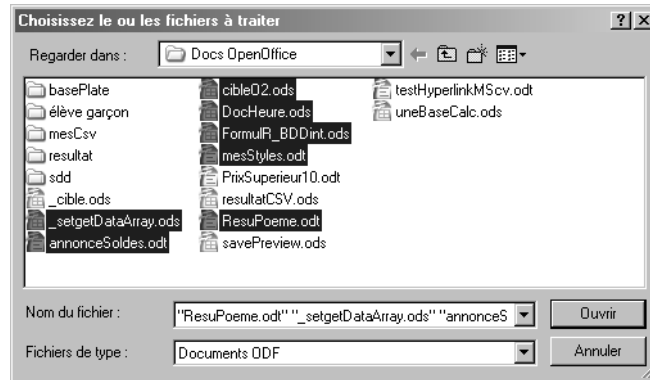 Choisissez le ou les fichiers à traiter
Regarder dans :
Docs OpenOffice
basePlate
élève garçon
mesCsv
resultat
sdd
_cible.ods
_setgetDataArray.ods
annonceSoldes.odt
cible02.ods
DocHeure.ods
FormulR_BDDint.ods
mesStyles.odt
PrixSuperieur10.odt
resultatCSV.ods
ResuPoeme.odt
savePreview.ods
testHyperlinkMScv.odt
uneBaseCalc.ods
Nom du fichier :
"ResuPoeme.odt" "_setgetDataArray.ods" "annonceS
Ouvrir
Fichiers de type :
Documents ODF
Annuler